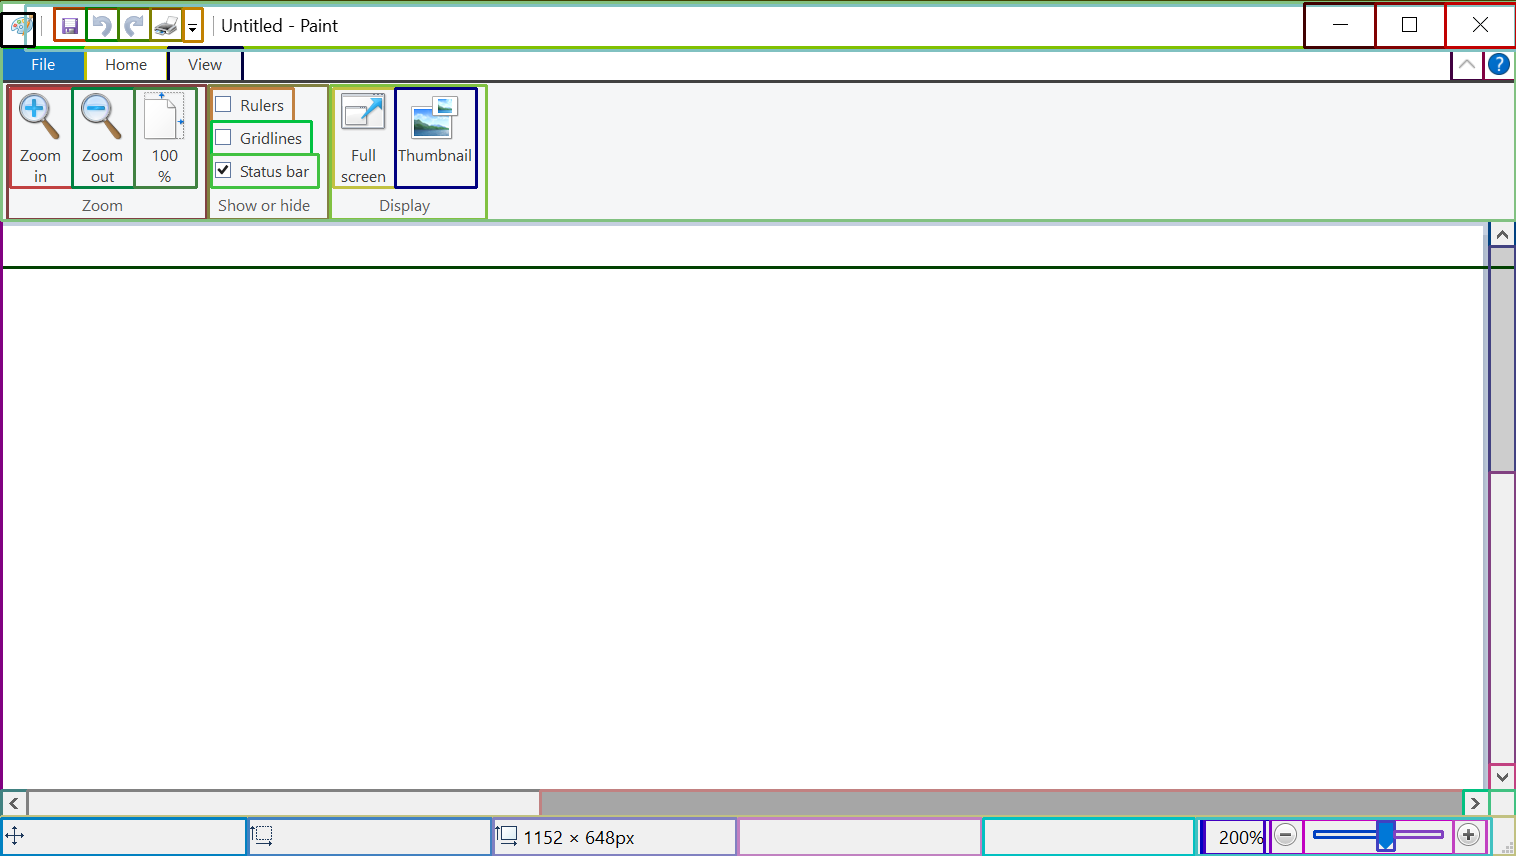 Untitled - Paint
File Home View
Rulers
Gridlines
Status bar
Zoom in
Zoom out
100 %
Full screen
Thumbnail
Zoom Show or hide Display
1152 × 648px 200%